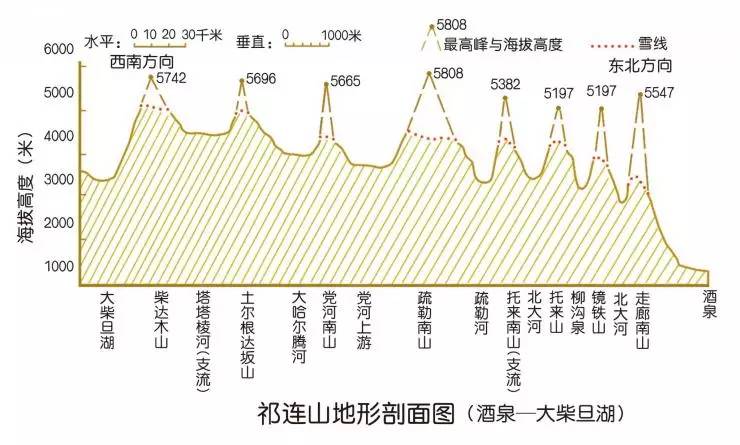 水平： 0 10 20 30千米 垂直： 0 1000米 5808 最高峰与海拔高度 雪线
西南方向 东北方向
5742 5696 5665 5808 5382 5197 5197 5547
海拔高度（米）
6000
5000
4000
3000
2000
1000
大柴旦湖
柴达木山
塔塔棱河(支流)
土尔根达坂山
大哈尔腾河
党河南山
党河上游
疏勒南山
疏勒河
托来南山(支流)
北大河
托来山
柳沟泉
镜铁山
北大河
走廊南山
酒泉
祁连山地形剖面图（酒泉—大柴旦湖）